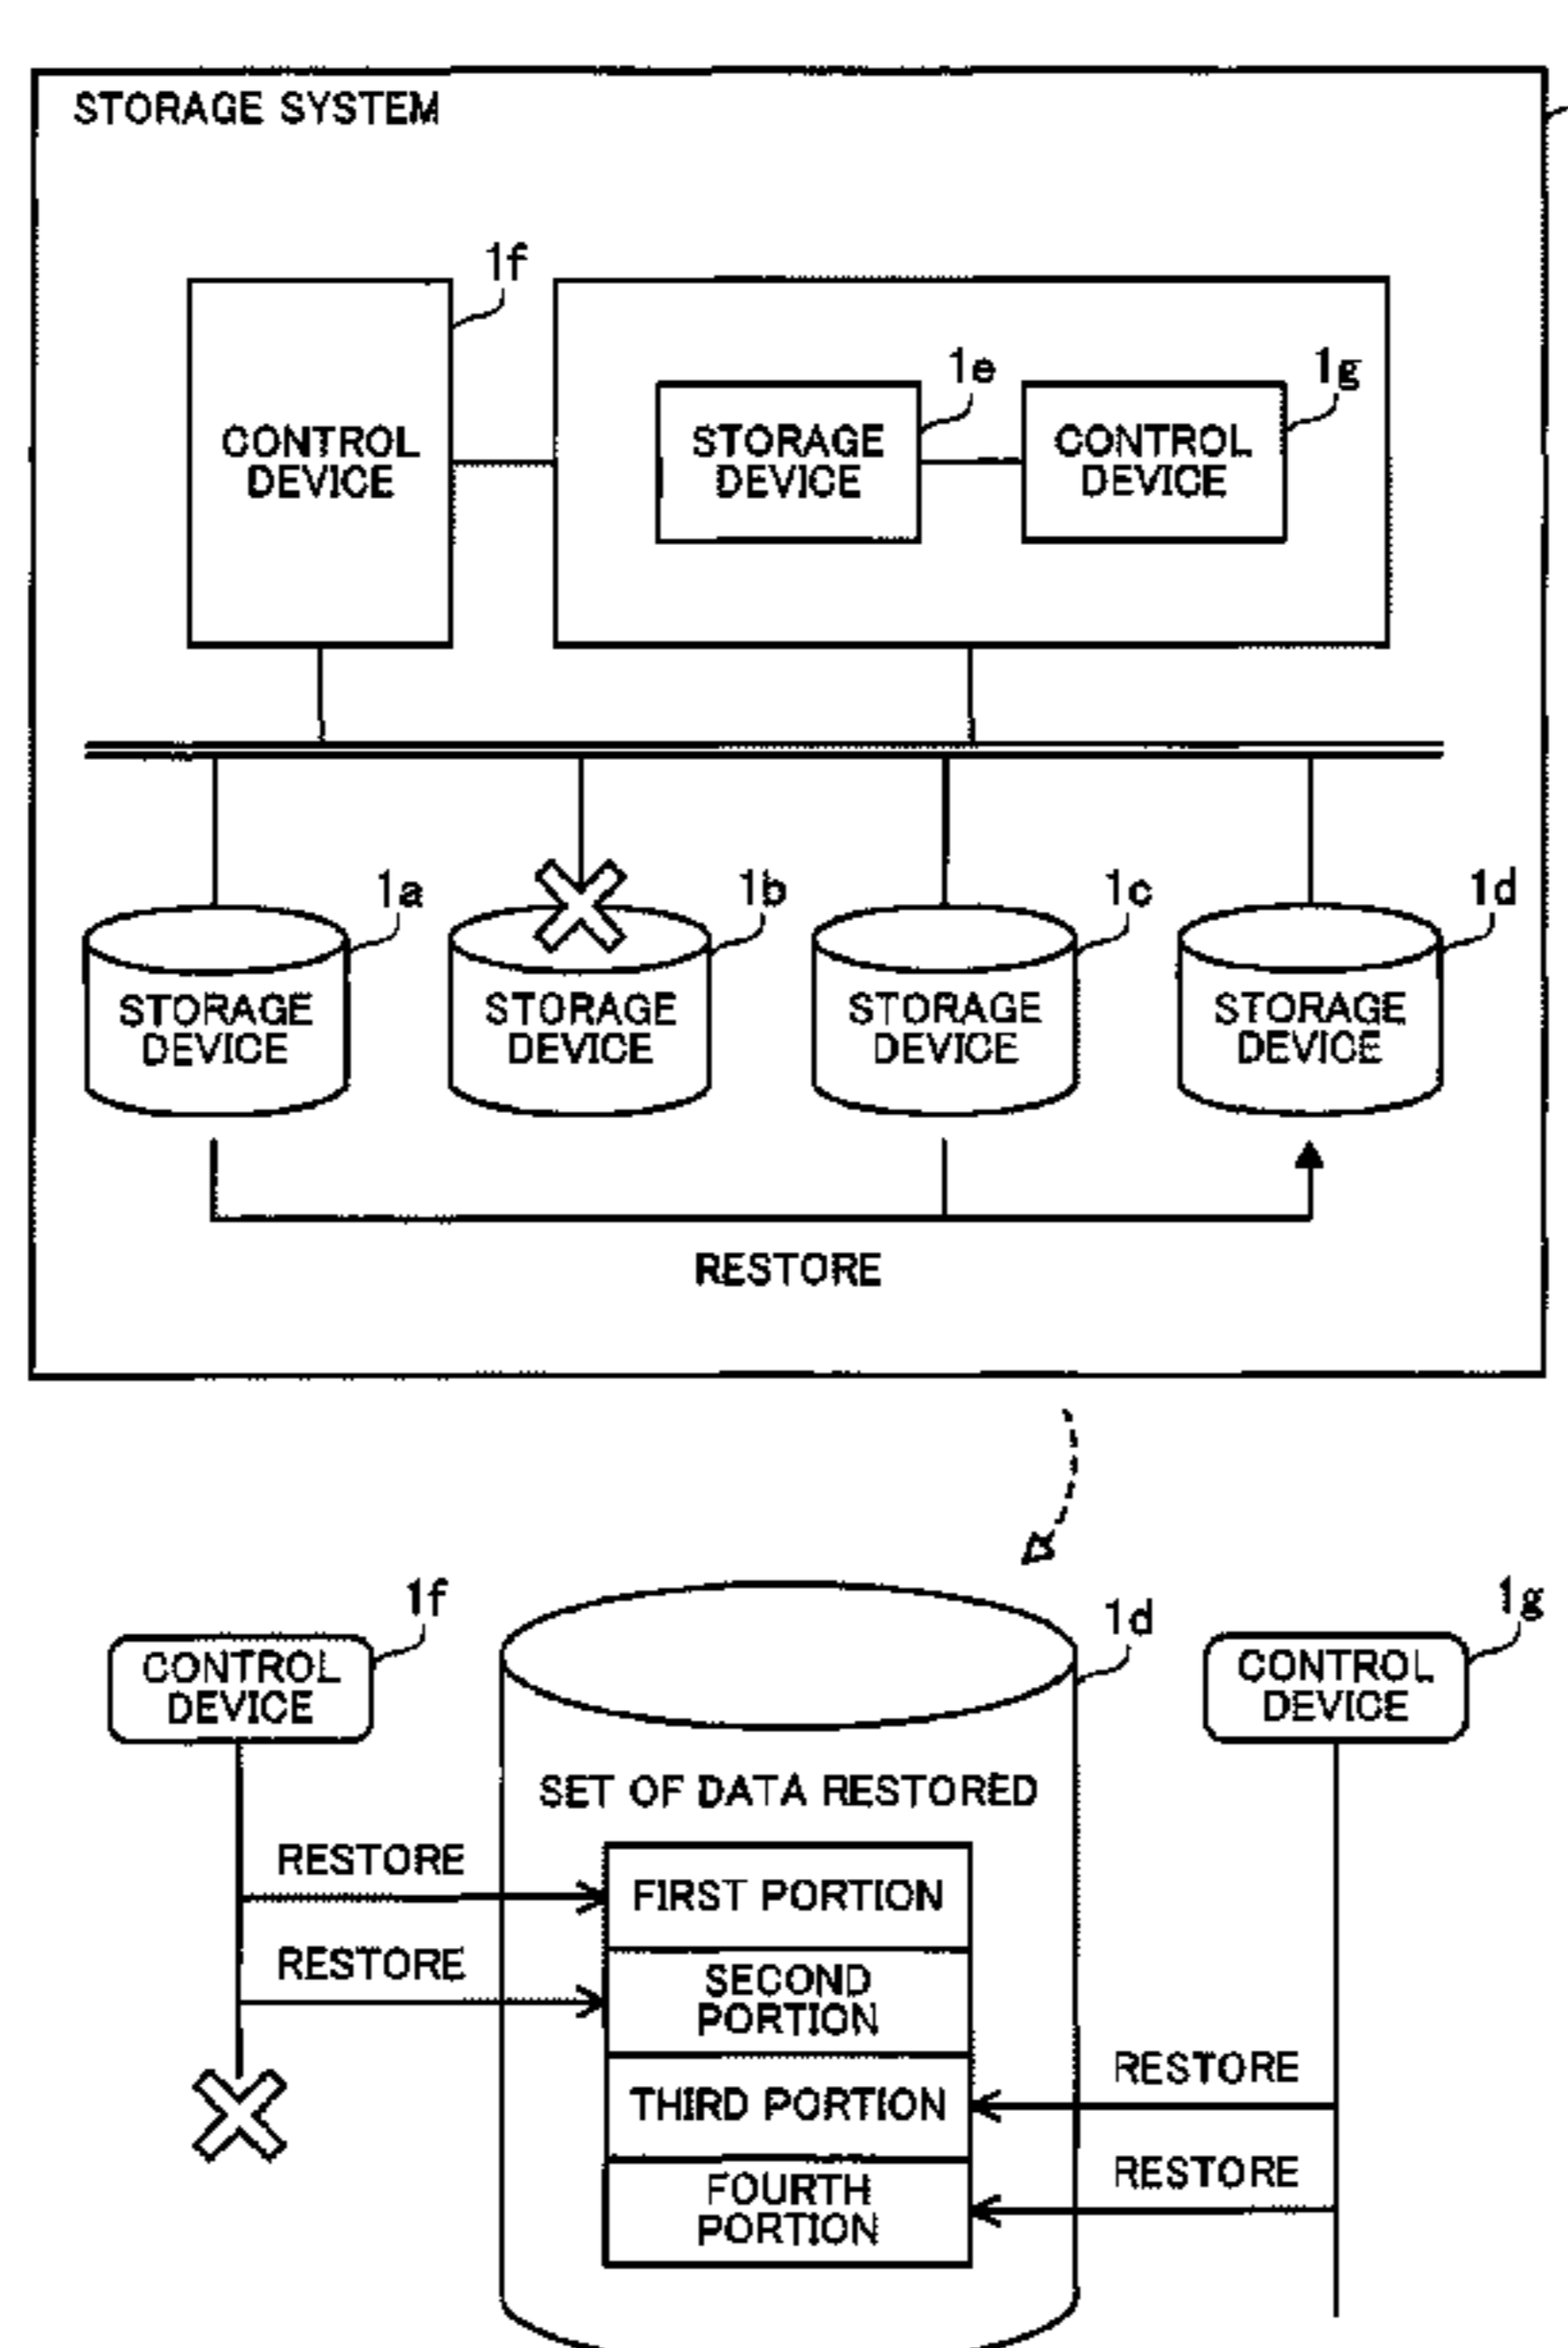 STORAGE SYSTEM
1f
1e
1g
CONTROL
DEVICE
STORAGE
DEVICE
CONTROL
DEVICE
1a
1b
1c
1d
STORAGE
DEVICE
STORAGE
DEVICE
STORAGE
DEVICE
STORAGE
DEVICE
RESTORE
1f
1d
1g
CONTROL
DEVICE
CONTROL
DEVICE
SET OF DATA RESTORED
RESTORE
FIRST PORTION
RESTORE
SECOND
PORTION
RESTORE
THIRD PORTION
RESTORE
FOURTH
PORTION